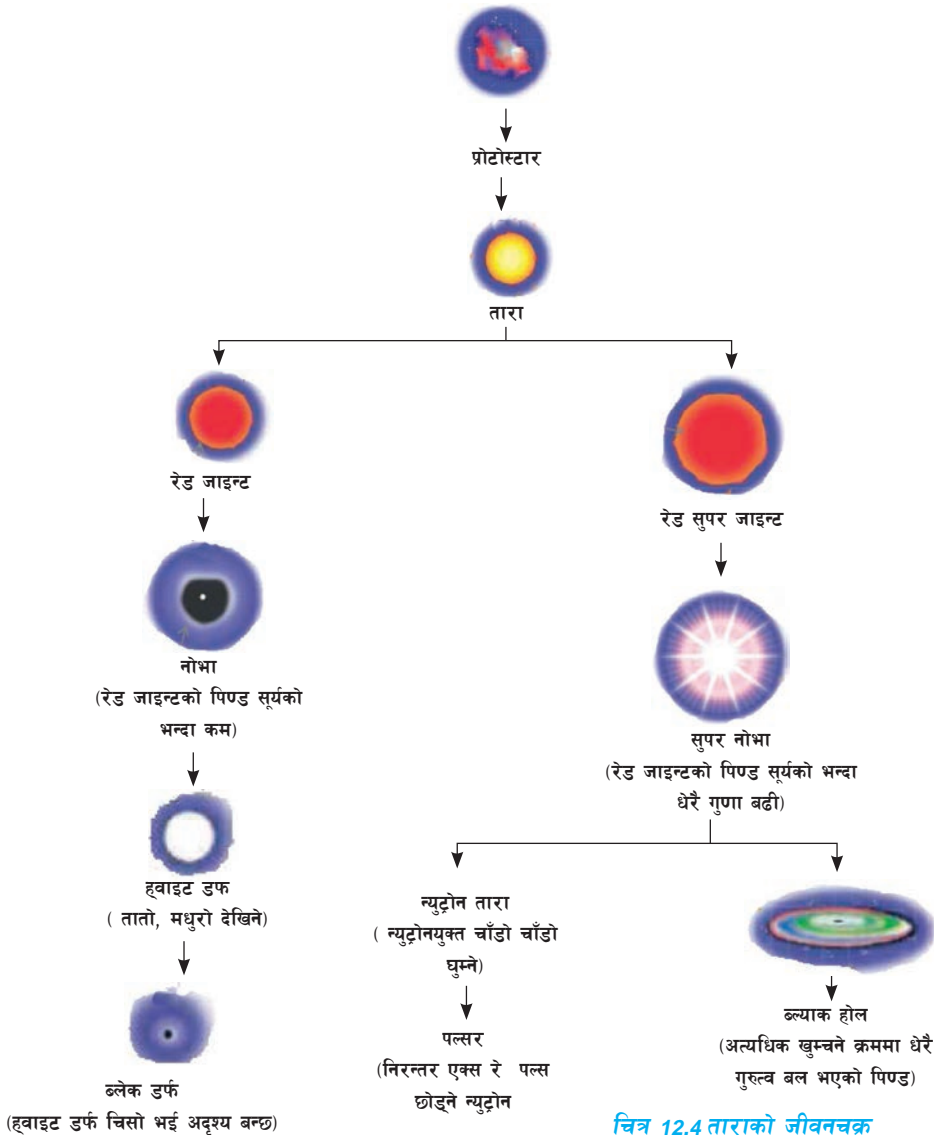 प्रोटोस्टार
तारा
रेड जाइन्ट
नोभा
(रेड जाइन्टको पिण्ड सूर्यको
भन्दा कम)
ह्वाइट डफ
( तातो, मधुरो देखिने)
ब्लेक डर्फ
(ह्वाइट डर्फ चिसो भई अदृश्य बन्छ)
रेड सुपर जाइन्ट
सुपर नोभा
(रेड जाइन्टको पिण्ड सूर्यको भन्दा
धेरै गुणा बढी)
न्युट्रोन तारा
( न्युट्रोनयुक्त चाँडो चाँडो
घुम्ने)
पल्सर
(निरन्तर एक्स रे पल्स
छोड्ने न्युट्रोन
ब्ल्याक होल
(अत्यधिक खुम्चने क्रममा धेरै
गुरुत्व बल भएको पिण्ड)
चित्र 12.4 ताराको जीवनचक्र